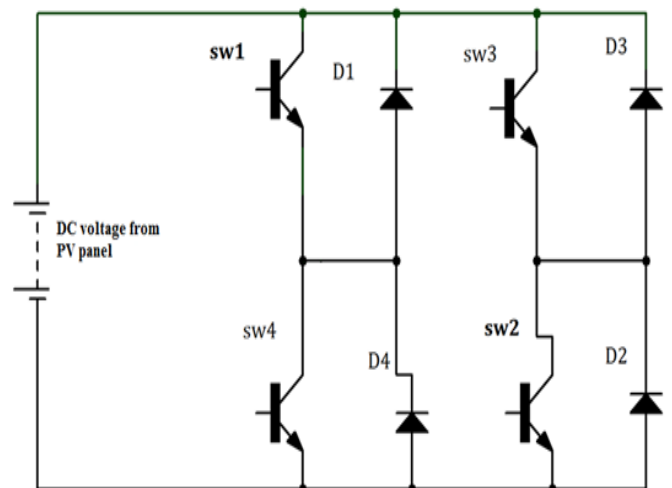 sw1
D1
sw3
D3
DC voltage from
PV panel
sw4
D4
sw2
D2